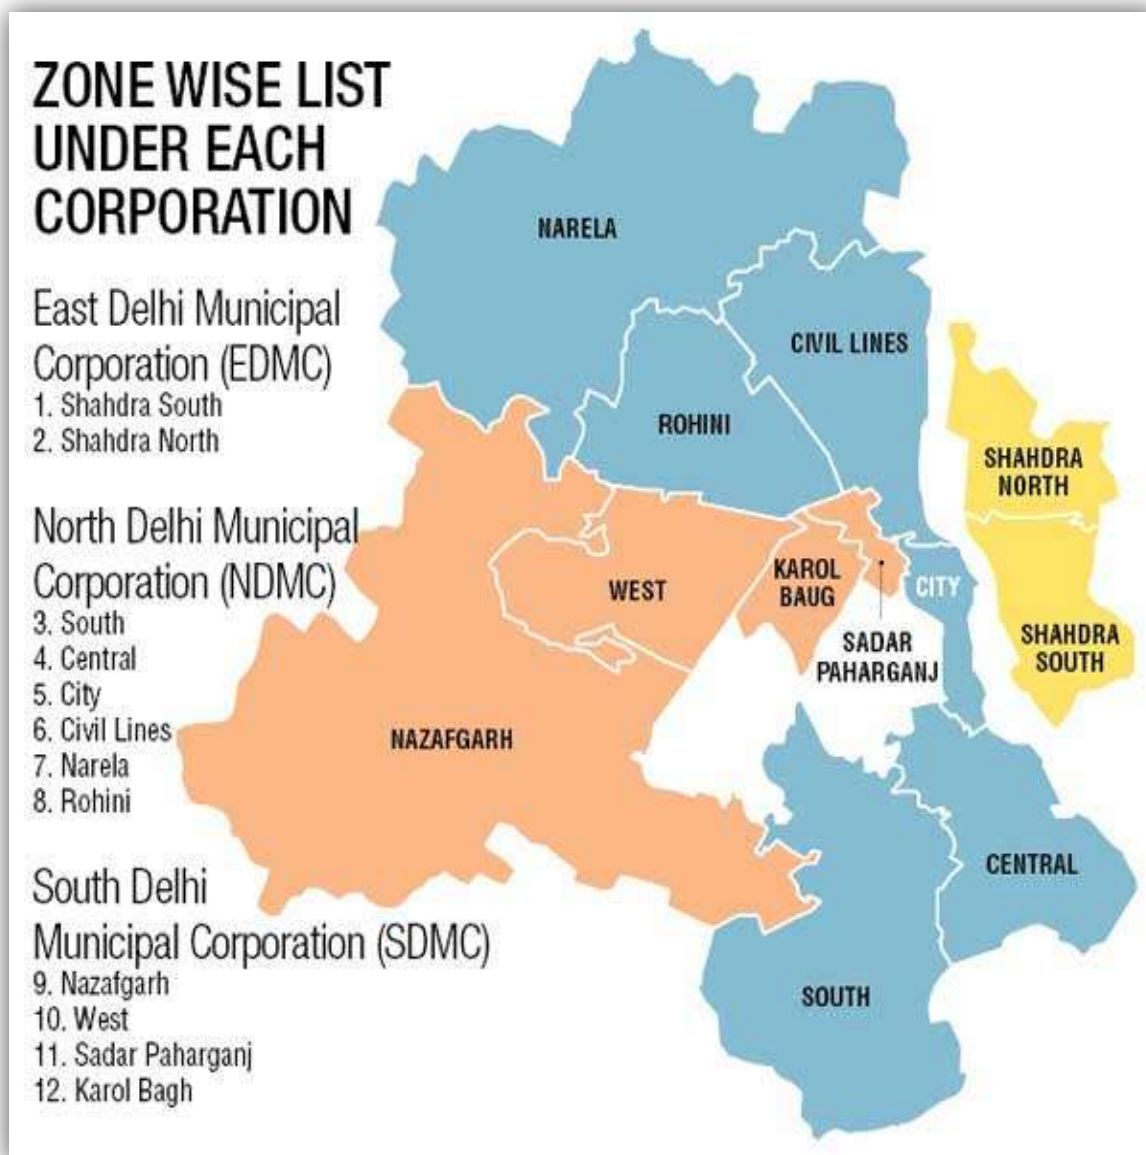 ZONE WISE LIST
UNDER EACH
CORPORATION
East Delhi Municipal
Corporation (EDMC)
1. Shahdra South
2. Shahdra North
North Delhi Municipal
Corporation (NDMC)
3. South
4. Central
5. City
6. Civil Lines
7. Narela
8. Rohini
South Delhi
Municipal Corporation (SDMC)
9. Nazafgarh
10. West
11. Sadar Paharganj
12. Karol Bagh
NARELA
CIVIL LINES
ROHINI
SHAHDRA
NORTH
WEST
KAROL
BAUG
CITY
SADAR
PAHARGANJ
SHAHDRA
SOUTH
NAZAFGARH
CENTRAL
SOUTH